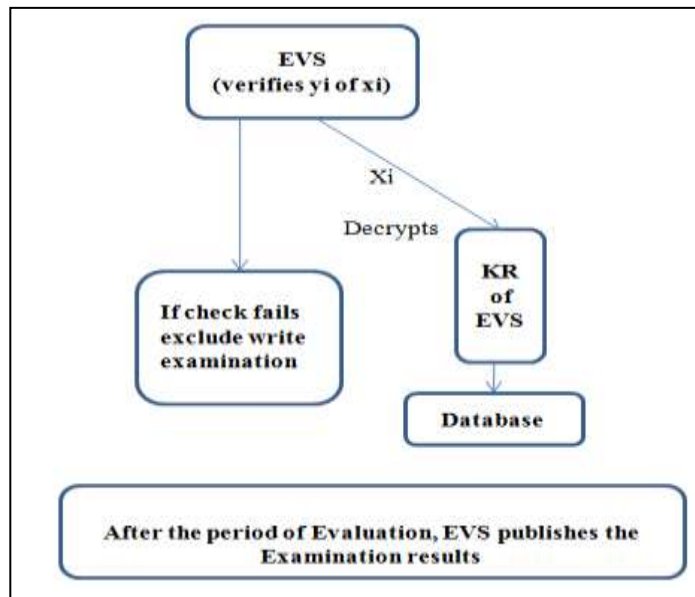 EVS
(verifies yi of xi)
Xi
Decrypts
KR
of
EVS
If check fails
exclude write
examination
Database
After the period of Evaluation, EVS publishes the
Examination results